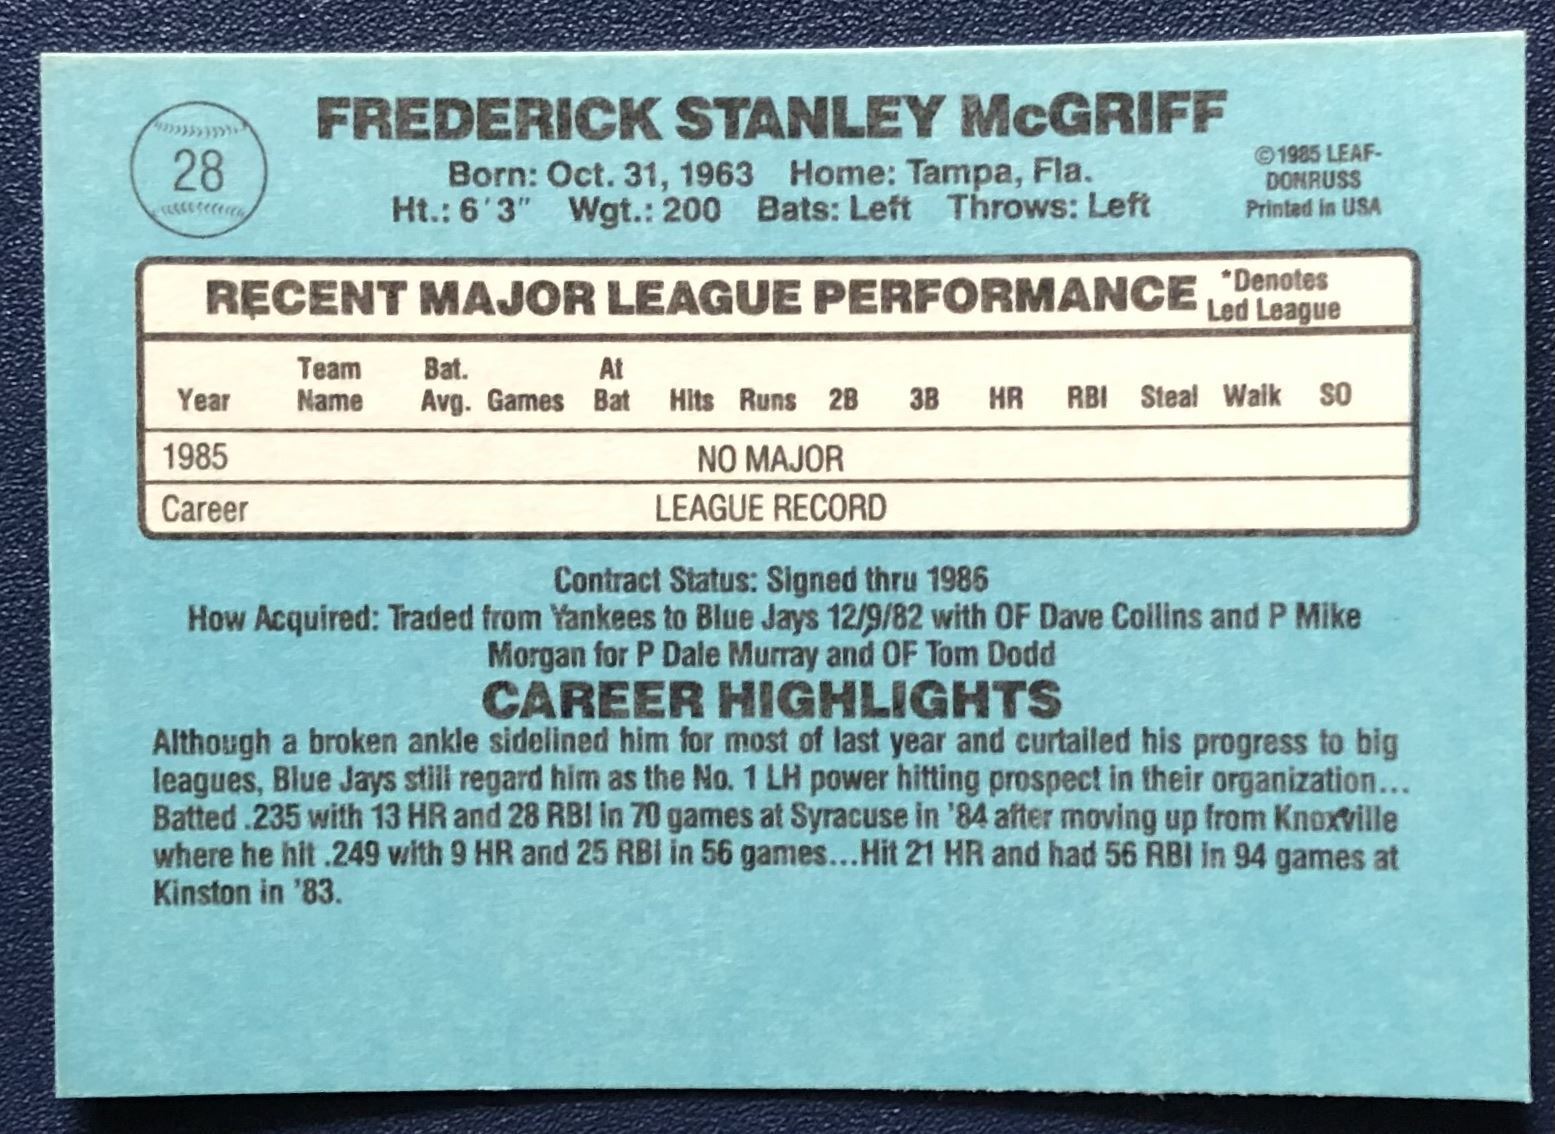 28
FREDERICK STANLEY McGRIFF
Born: Oct. 31, 1963 Home: Tampa, Fla.
Ht.: 6'3" Wgt.: 200 Bats: Left Throws: Left
©1985 LEAF-
DONRUSS
Printed in USA
RECENT MAJOR LEAGUE PERFORMANCE
*Denotes
Led League
Year Team Name Bat. Avg. Games At Bat Hits Runs 2B 3B HR RBI Steal Walk SO
1985 NO MAJOR
Career LEAGUE RECORD
Contract Status: Signed thru 1986
How Acquired: Traded from Yankees to Blue Jays 12/9/82 with OF Dave Collins and P Mike
Morgan for P Dale Murray and OF Tom Dodd
CAREER HIGHLIGHTS
Although a broken ankle sidelined him for most of last year and curtailed his progress to big
leagues, Blue Jays still regard him as the No. 1 LH power hitting prospect in their organization...
Batted .235 with 13 HR and 28 RBI in 70 games at Syracuse in '84 after moving up from Knoxville
where he hit .249 with 9 HR and 25 RBI in 56 games...Hit 21 HR and had 56 RBI in 94 games at
Kinston in '83.